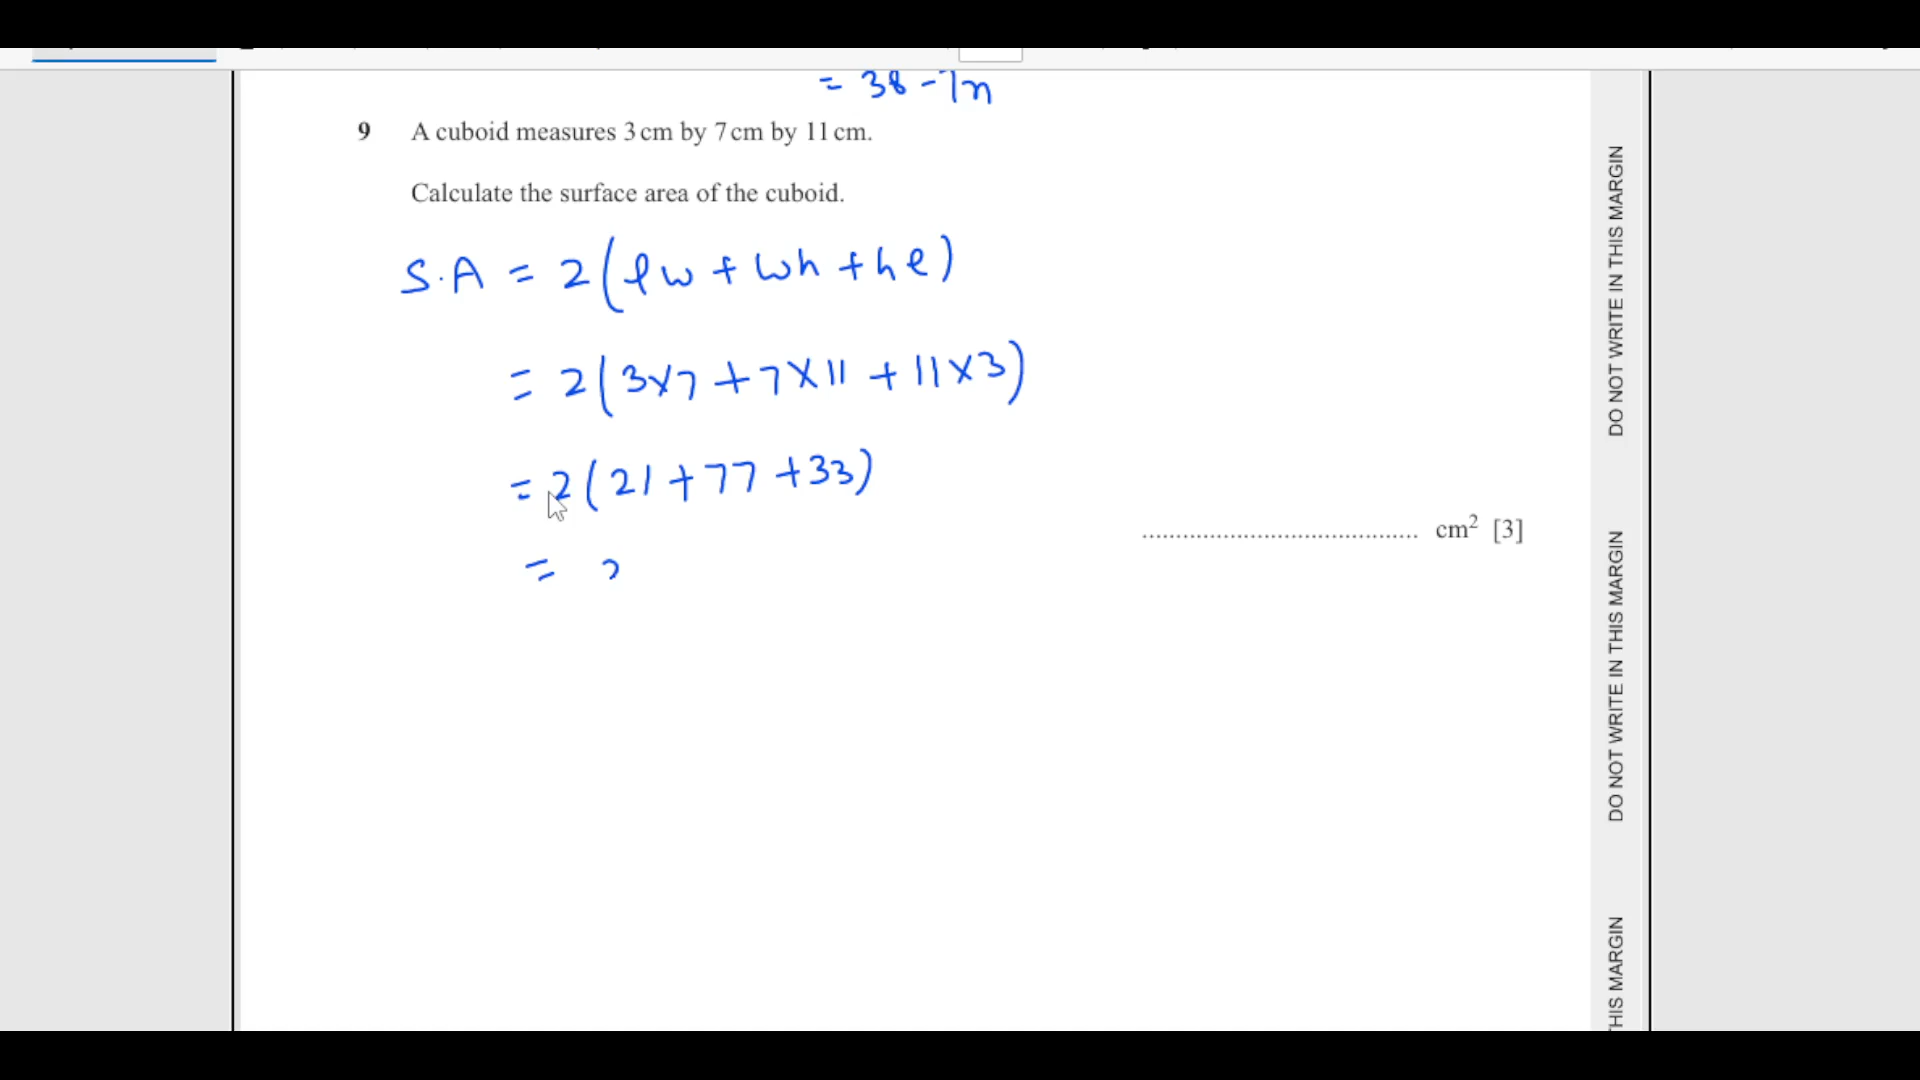 = 38 - 7n
9 A cuboid measures 3 cm by 7 cm by 11 cm.
Calculate the surface area of the cuboid.
S.A = 2(lw + wh + hl)
= 2(3×7 + 7×11 + 11×3)
= 2(21 + 77 + 33)
........................................ cm² [3]
=
DO NOT WRITE IN THIS MARGIN
DO NOT WRITE IN THIS MARGIN
THIS MARGIN